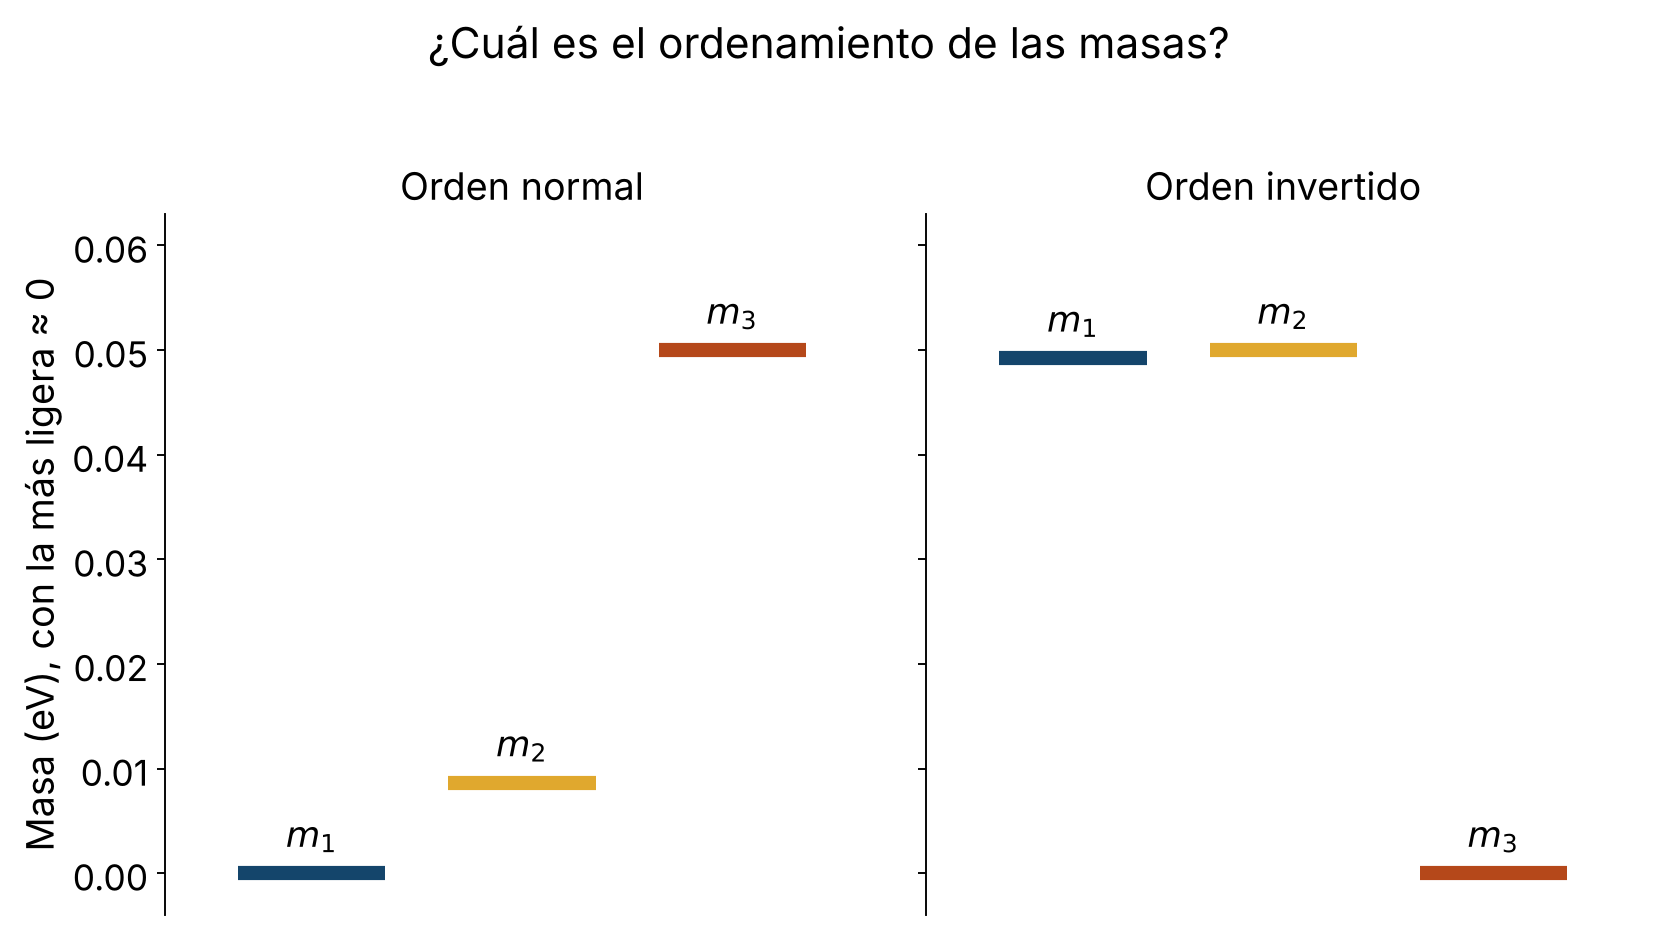 ¿Cuál es el ordenamiento de las masas?
Orden normal
Orden invertido
Masa (eV), con la más ligera ≈ 0
0.06
0.05
0.04
0.03
0.02
0.01
0.00
m₁
m₂
m₃
m₁
m₂
m₃